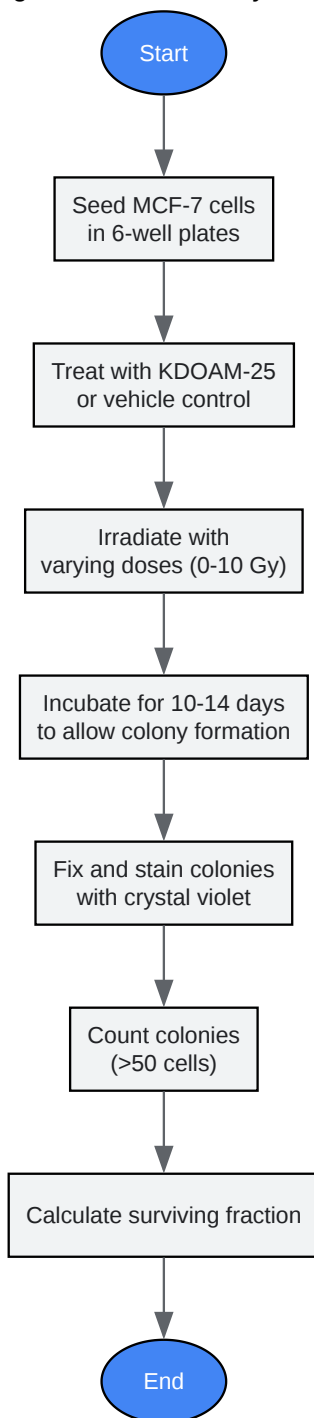 Start
Seed MCF-7 cells
in 6-well plates
Treat with KDOAM-25
or vehicle control
Irradiate with
varying doses (0-10 Gy)
Incubate for 10-14 days
to allow colony formation
Fix and stain colonies
with crystal violet
Count colonies
(>50 cells)
Calculate surviving fraction
End